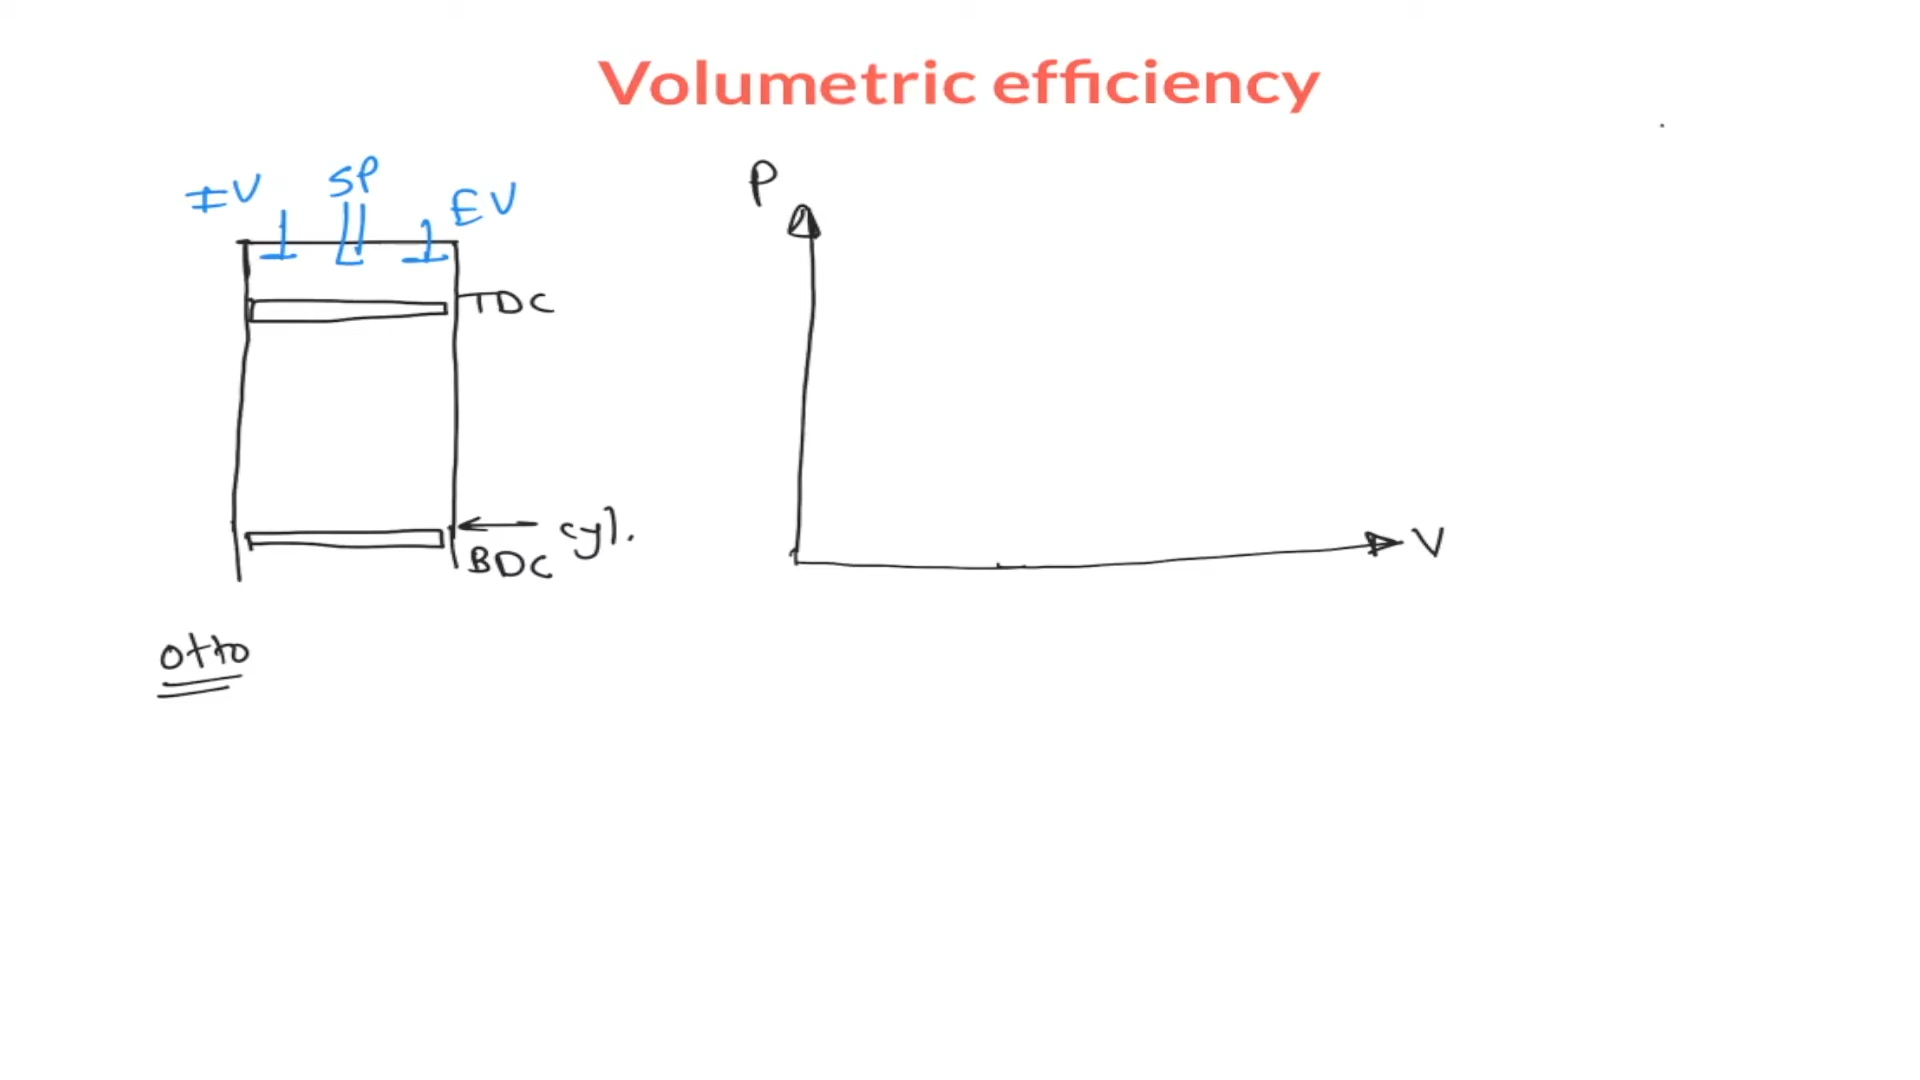 Volumetric efficiency
IV SP EV
TDC
cyl.
BDC
otto
P
V